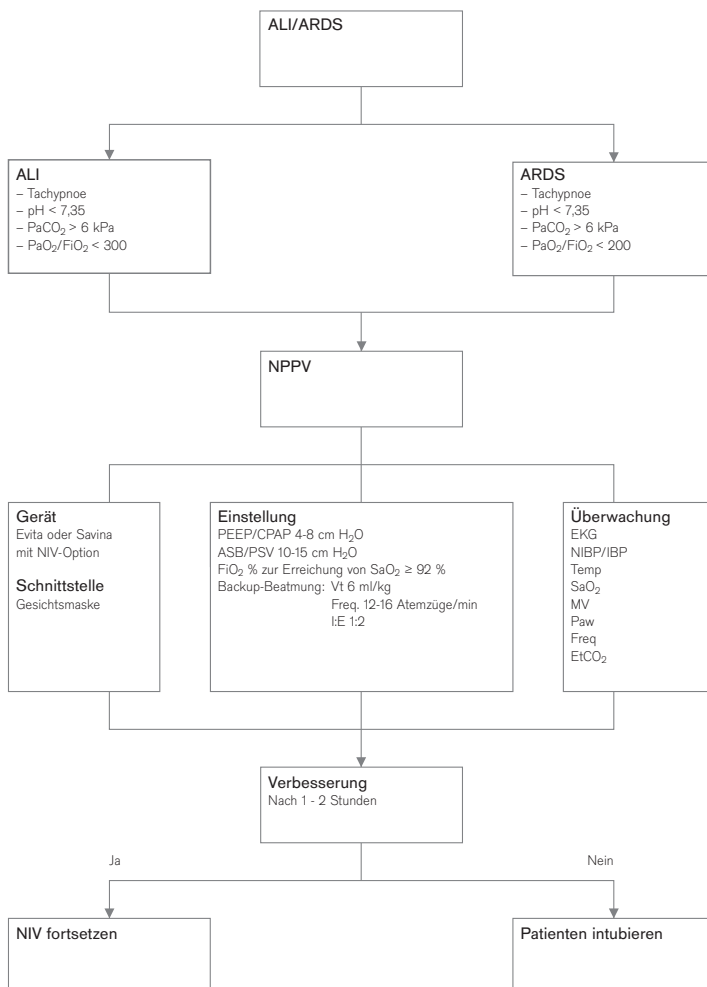 ALI/ARDS
ALI
– Tachypnoe
– pH < 7,35
– PaCO₂ > 6 kPa
– PaO₂/FiO₂ < 300
ARDS
– Tachypnoe
– pH < 7,35
– PaCO₂ > 6 kPa
– PaO₂/FiO₂ < 200
NPPV
Gerät
Evita oder Savina
mit NIV-Option
Schnittstelle
Gesichtsmaske
Einstellung
PEEP/CPAP 4-8 cm H₂O
ASB/PSV 10-15 cm H₂O
FiO₂ % zur Erreichung von SaO₂ ≥ 92 %
Backup-Beatmung: Vt 6 ml/kg
Freq. 12-16 Atemzüge/min
I:E 1:2
Überwachung
EKG
NIBP/IBP
Temp
SaO₂
MV
Paw
Freq
EtCO₂
Verbesserung
Nach 1 - 2 Stunden
Ja
Nein
NIV fortsetzen
Patienten intubieren